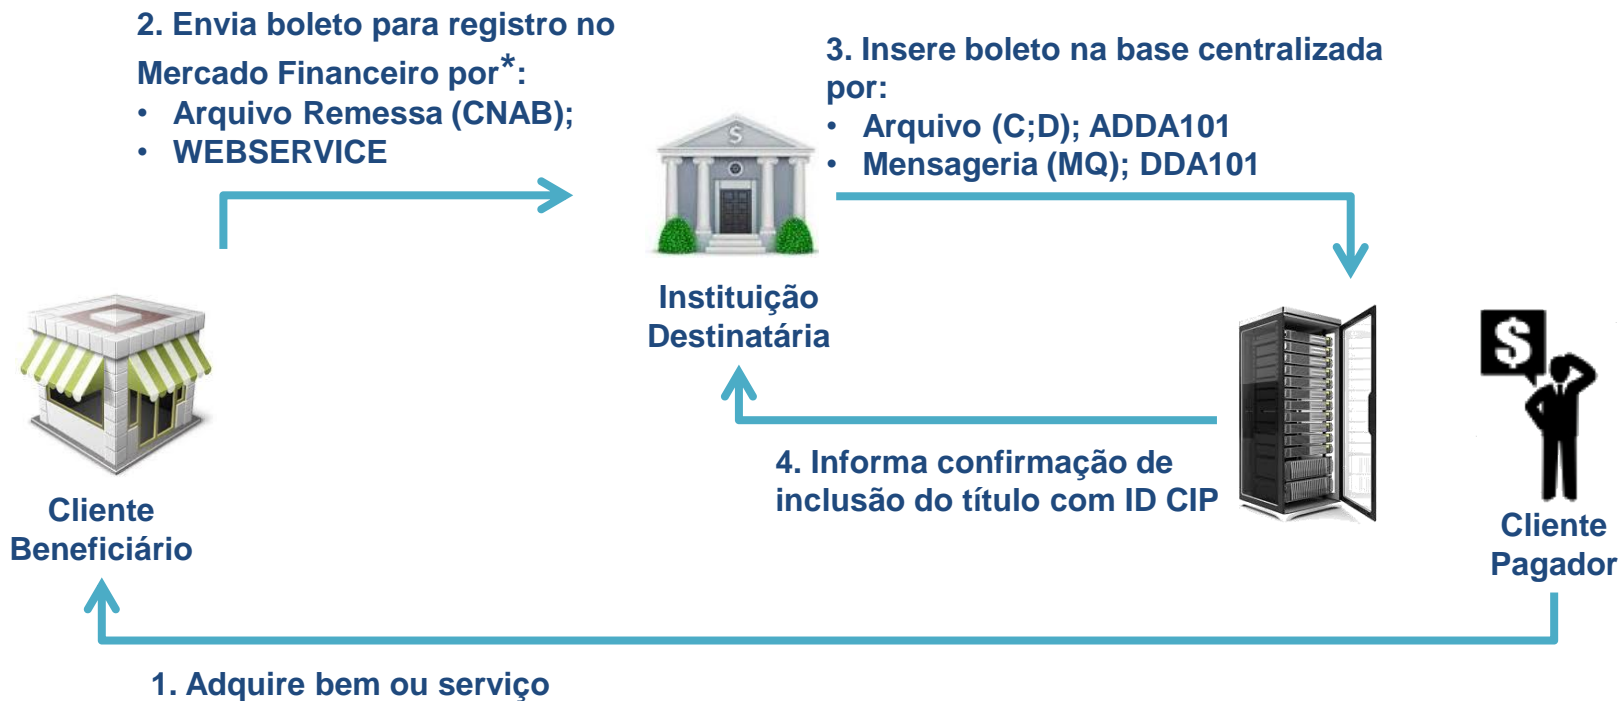 2. Envia boleto para registro no
Mercado Financeiro por*:
• Arquivo Remessa (CNAB);
• WEBSERVICE
3. Insere boleto na base centralizada
por:
• Arquivo (C;D); ADDA101
• Mensageria (MQ); DDA101
$
Instituição
Destinatária
$
4. Informa confirmação de
inclusão do título com ID CIP
Cliente
Beneficiário
Cliente
Pagador
1. Adquire bem ou serviço